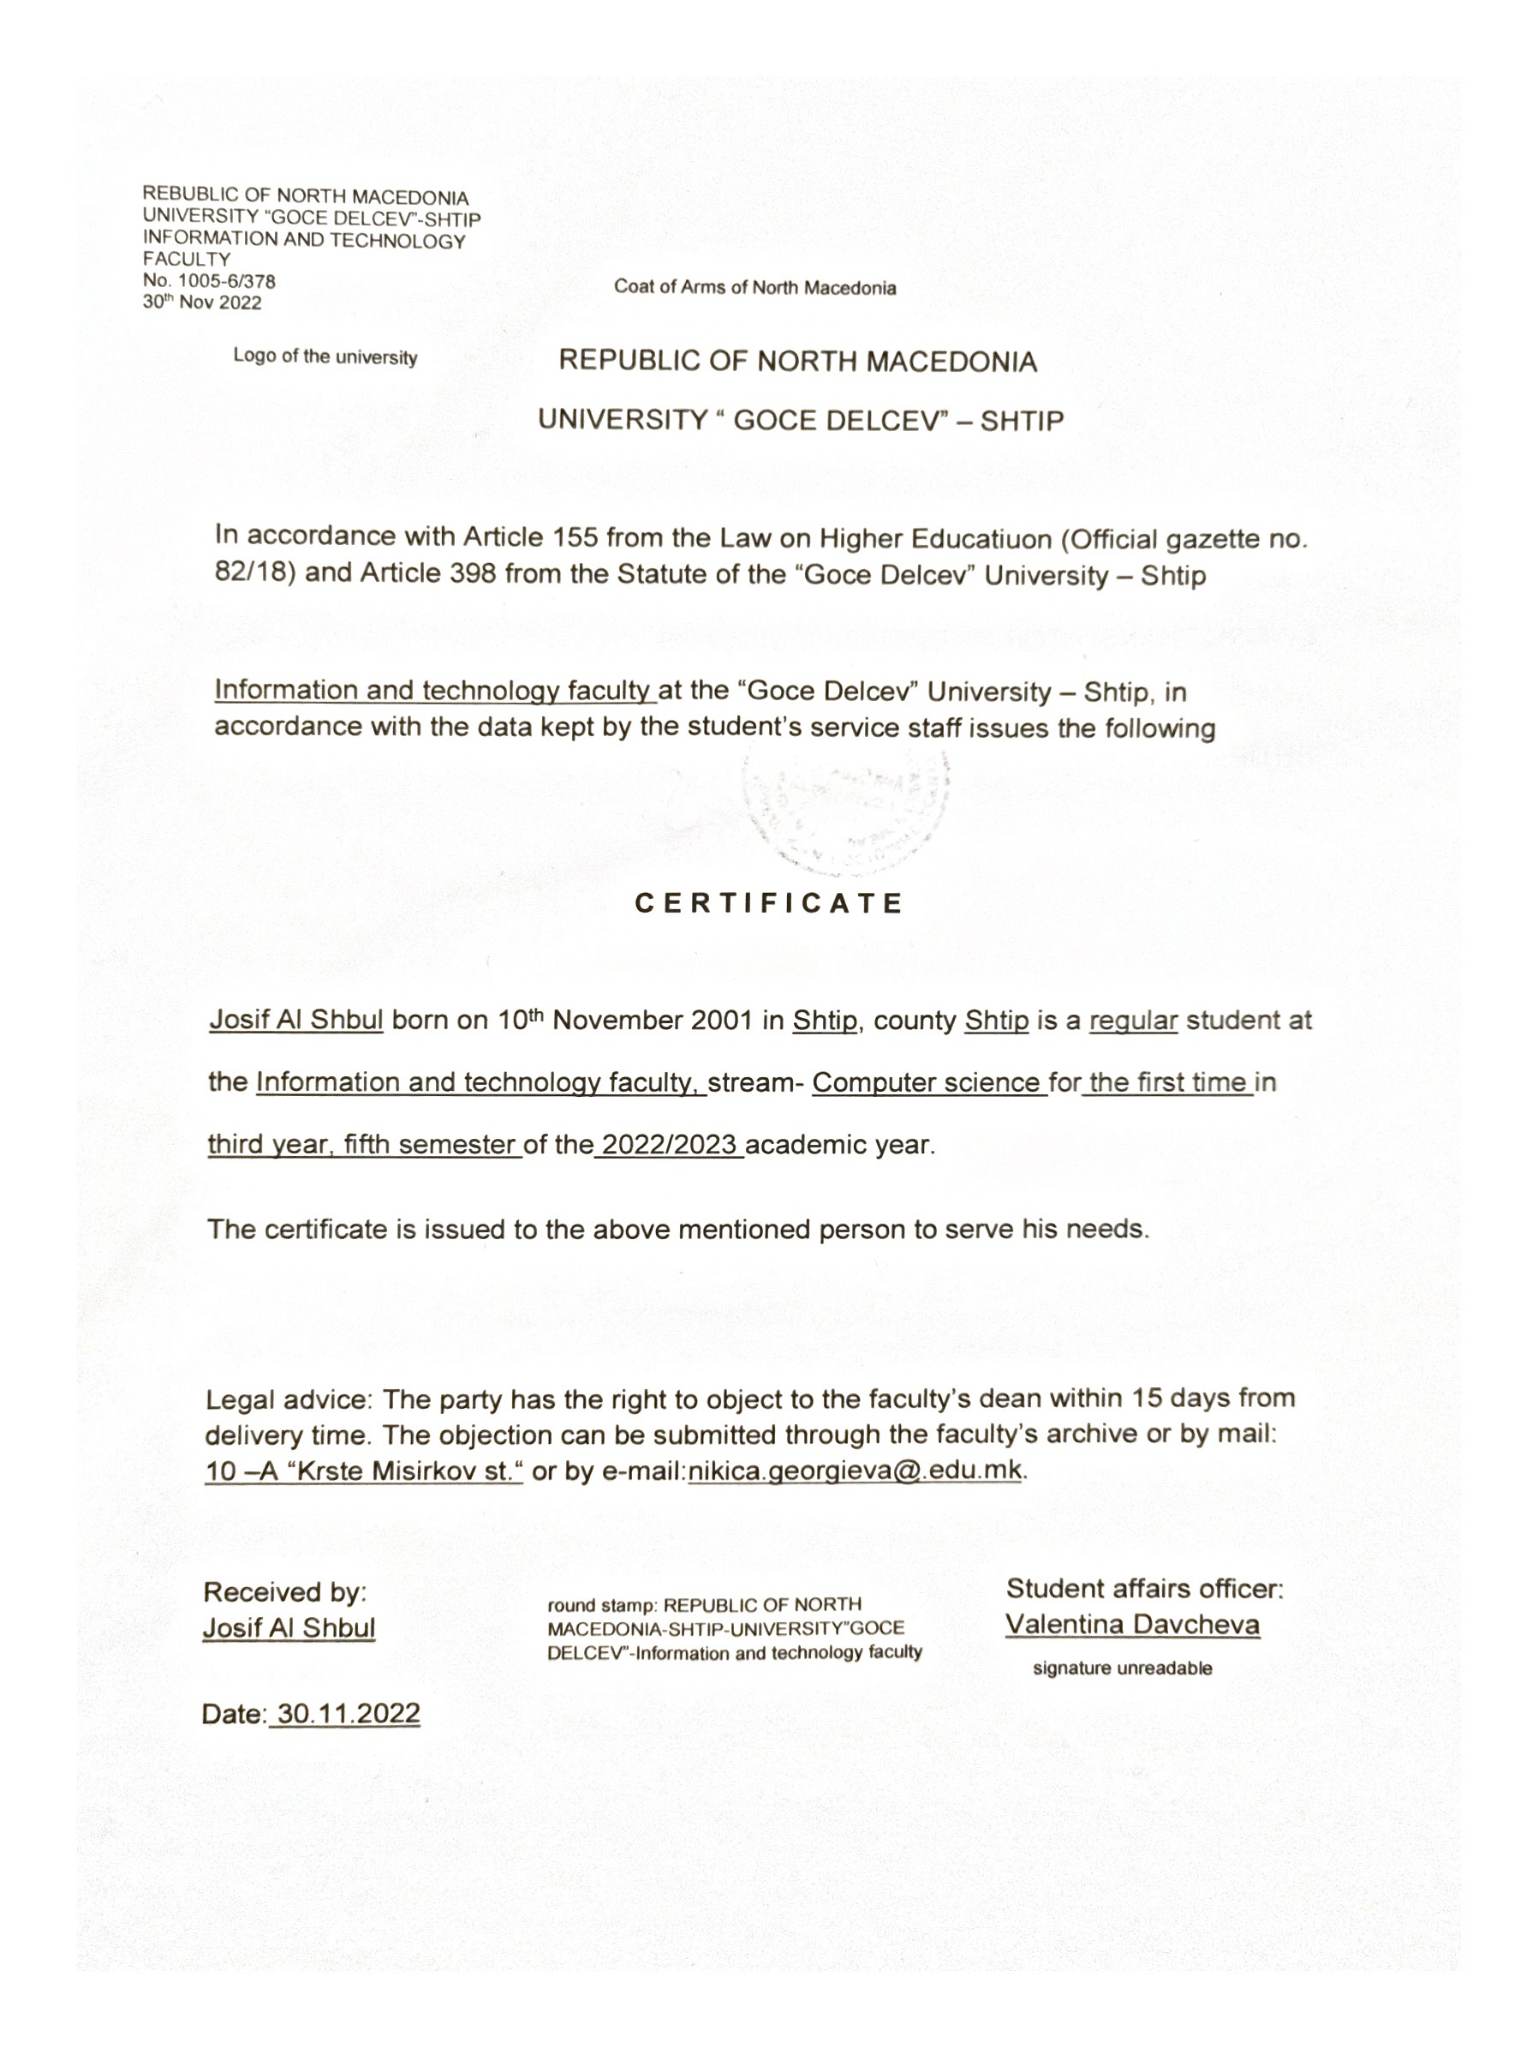 REBUBLIC OF NORTH MACEDONIA
UNIVERSITY "GOCE DELCEV"-SHTIP
INFORMATION AND TECHNOLOGY
FACULTY
No. 1005-6/378
30th Nov 2022
Coat of Arms of North Macedonia
Logo of the university
REPUBLIC OF NORTH MACEDONIA
UNIVERSITY “ GOCE DELCEV” – SHTIP
In accordance with Article 155 from the Law on Higher Educatiuon (Official gazette no.
82/18) and Article 398 from the Statute of the “Goce Delcev” University – Shtip
Information and technology faculty at the “Goce Delcev” University – Shtip, in
accordance with the data kept by the student’s service staff issues the following
CERTIFICATE
Josif Al Shbul born on 10th November 2001 in Shtip, county Shtip is a regular student at
the Information and technology faculty, stream- Computer science for the first time in
third year, fifth semester of the 2022/2023 academic year.
The certificate is issued to the above mentioned person to serve his needs.
Legal advice: The party has the right to object to the faculty’s dean within 15 days from
delivery time. The objection can be submitted through the faculty’s archive or by mail:
10 –A “Krste Misirkov st.“ or by e-mail:nikica.georgieva@.edu.mk.
Received by:
Josif Al Shbul
round stamp: REPUBLIC OF NORTH
MACEDONIA-SHTIP-UNIVERSITY"GOCE
DELCEV"-Information and technology faculty
Student affairs officer:
Valentina Davcheva
signature unreadable
Date: 30.11.2022